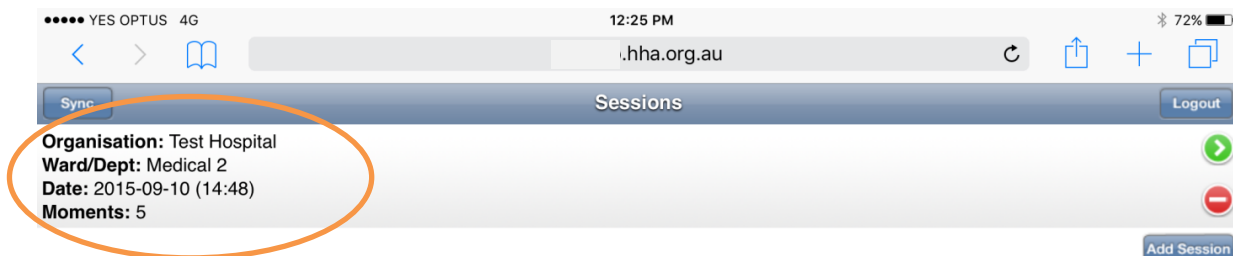 YES OPTUS 4G 12:25 PM 72%
.hha.org.au
Sync Sessions Logout
Organisation: Test Hospital
Ward/Dept: Medical 2
Date: 2015-09-10 (14:48)
Moments: 5
Add Session